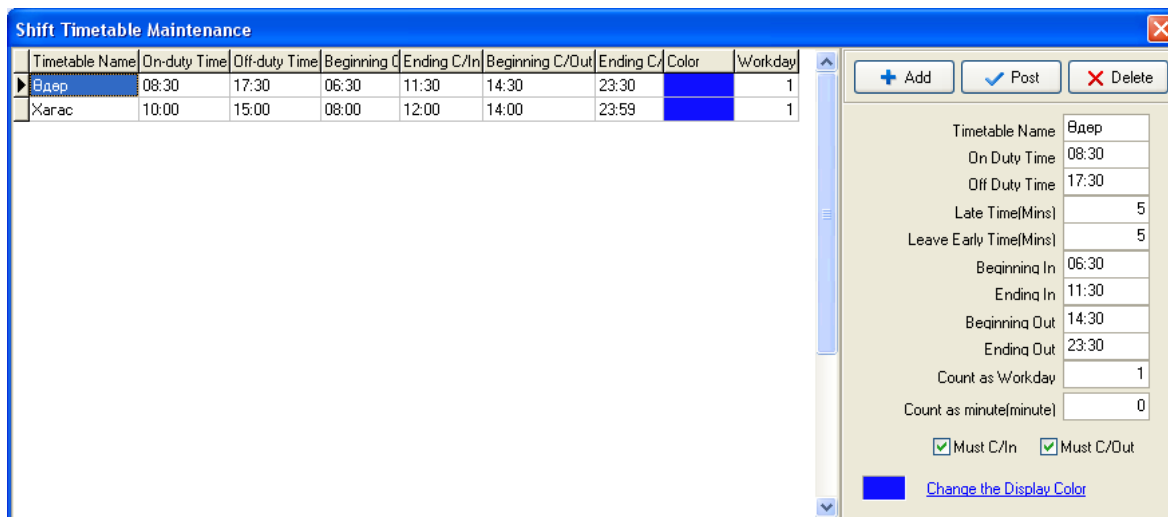 Shift Timetable Maintenance
Timetable Name On-duty Time Off-duty Time Beginning C Ending C/In Beginning C/Out Ending C/ Color Workday
Өдөр 08:30 17:30 06:30 11:30 14:30 23:30 1
Хагас 10:00 15:00 08:00 12:00 14:00 23:59 1
Add Post Delete
Timetable Name Өдөр
On Duty Time 08:30
Off Duty Time 17:30
Late Time(Mins) 5
Leave Early Time(Mins) 5
Beginning In 06:30
Ending In 11:30
Beginning Out 14:30
Ending Out 23:30
Count as Workday 1
Count as minute(minute) 0
Must C/In Must C/Out
Change the Display Color